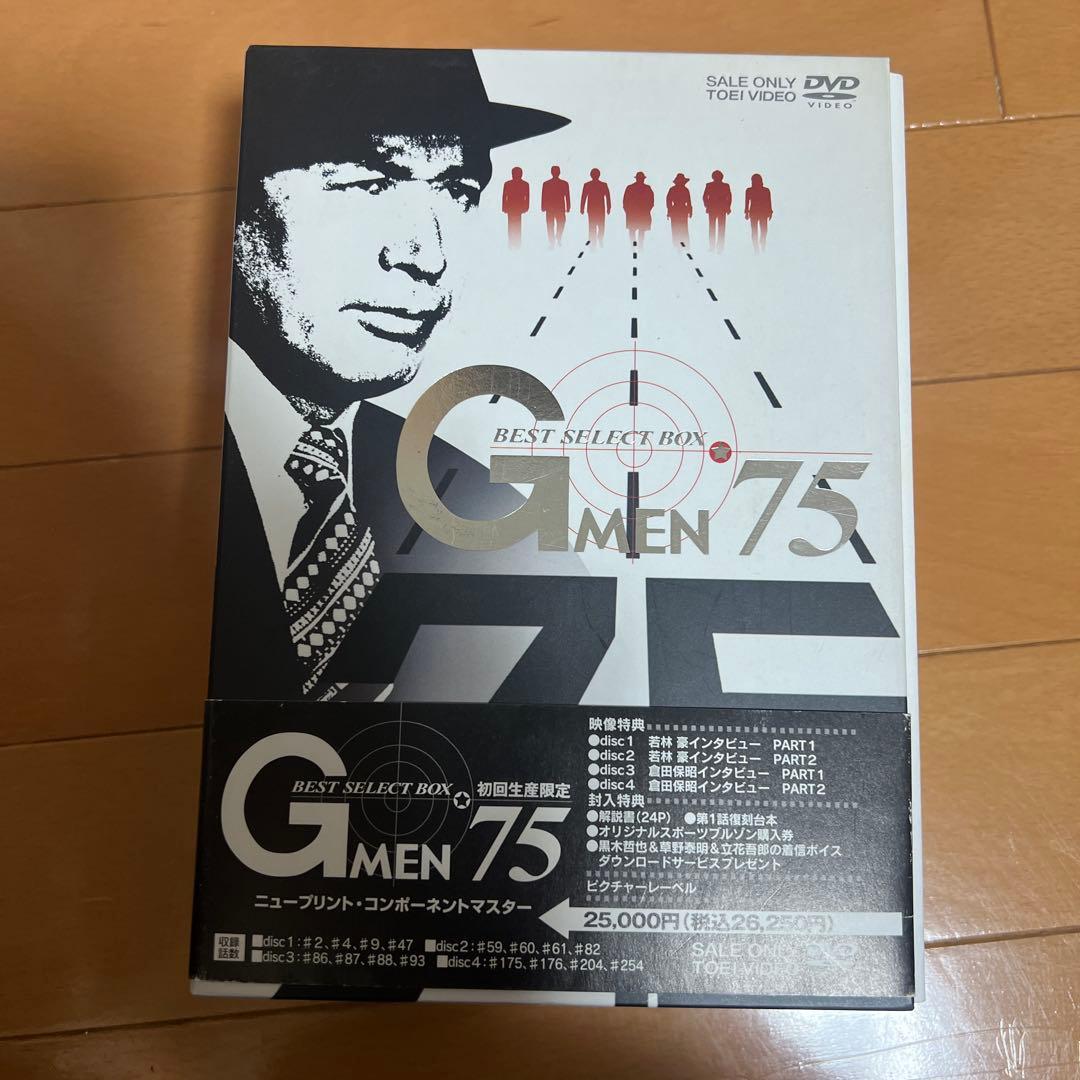 SALE ONLY DVD
TOEI VIDEO VIDEO
BEST SELECT BOX
G MEN '75
75
映像特典
●disc1 若林 豪インタビュー PART1
●disc2 若林 豪インタビュー PART2
●disc3 倉田保昭インタビュー PART1
●disc4 倉田保昭インタビュー PART2
封入特典
●解説書(24P) ●第1話復刻台本
●オリジナルスポーツブルゾン購入券
●黒木哲也&草野泰明&立花吾郎の着信ボイス
ダウンロードサービスプレゼント
ピクチャーレーベル
BEST SELECT BOX 初回生産限定
G MEN '75
ニュープリント・コンポーネントマスター
25,000円(税込26,250円)
収録話数
■disc1:♯2、♯4、♯9、♯47 ■disc2:♯59、♯60、♯61、♯82
■disc3:♯86、♯87、♯88、♯93 ■disc4:♯175、♯176、♯204、♯254
SALE ONLY DVD
TOEI VIDEO